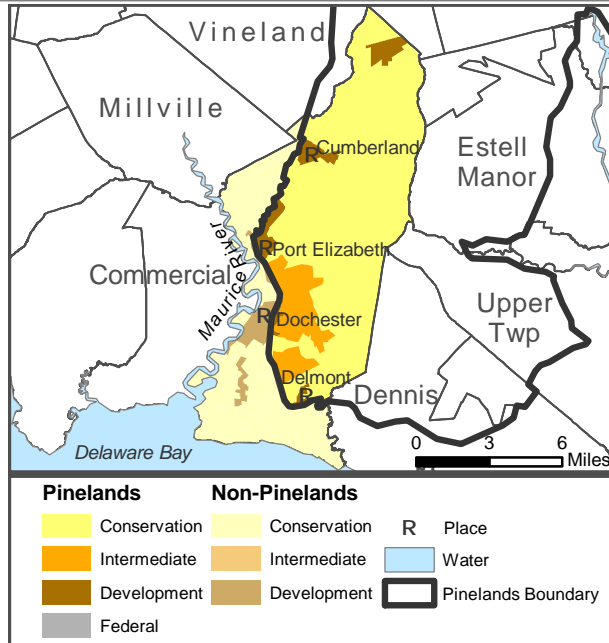 Vineland
Millville
Cumberland
R
Estell
Manor
Maurice River
R
Port Elizabeth
Commercial
Upper
Twp
R
Dochester
Delmont
R
Dennis
0 3 6
Miles
Delaware Bay
Pinelands Non-Pinelands
Conservation Conservation R Place
Intermediate Intermediate Water
Development Development Pinelands Boundary
Federal